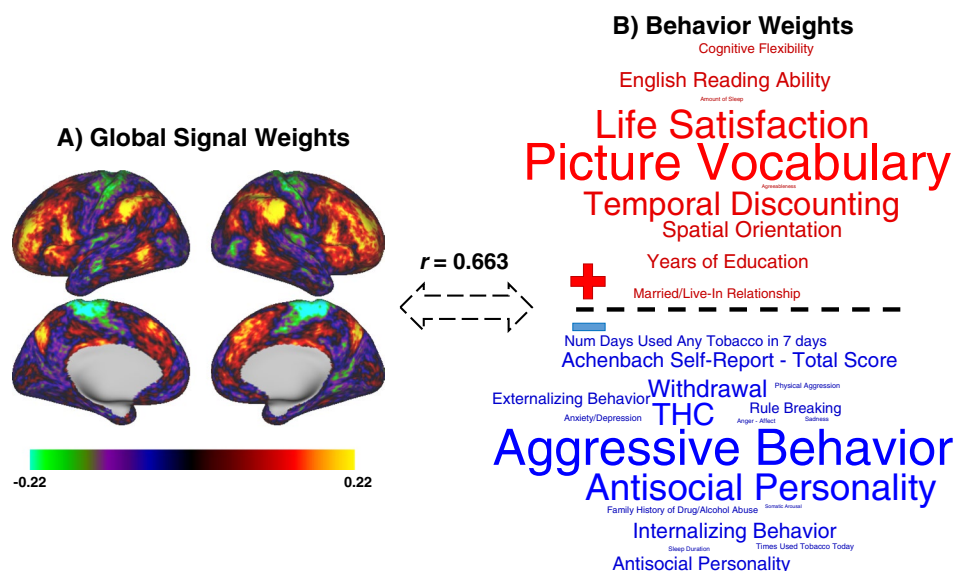 A) Global Signal Weights
-0.22
0.22
r = 0.663
B) Behavior Weights
Cognitive Flexibility
English Reading Ability
Amount of Sleep
Life Satisfaction
Picture Vocabulary
Agreeableness
Temporal Discounting
Spatial Orientation
Years of Education
Married/Live-In Relationship
Num Days Used Any Tobacco in 7 days
Achenbach Self-Report - Total Score
Withdrawal
Physical Aggression
Externalizing Behavior
THC
Rule Breaking
Anxiety/Depression
Anger - Affect
Sadness
Aggressive Behavior
Antisocial Personality
Family History of Drug/Alcohol Abuse
Somatic Arousel
Internalizing Behavior
Sleep Duration
Times Used Tobacco Today
Antisocial Personality